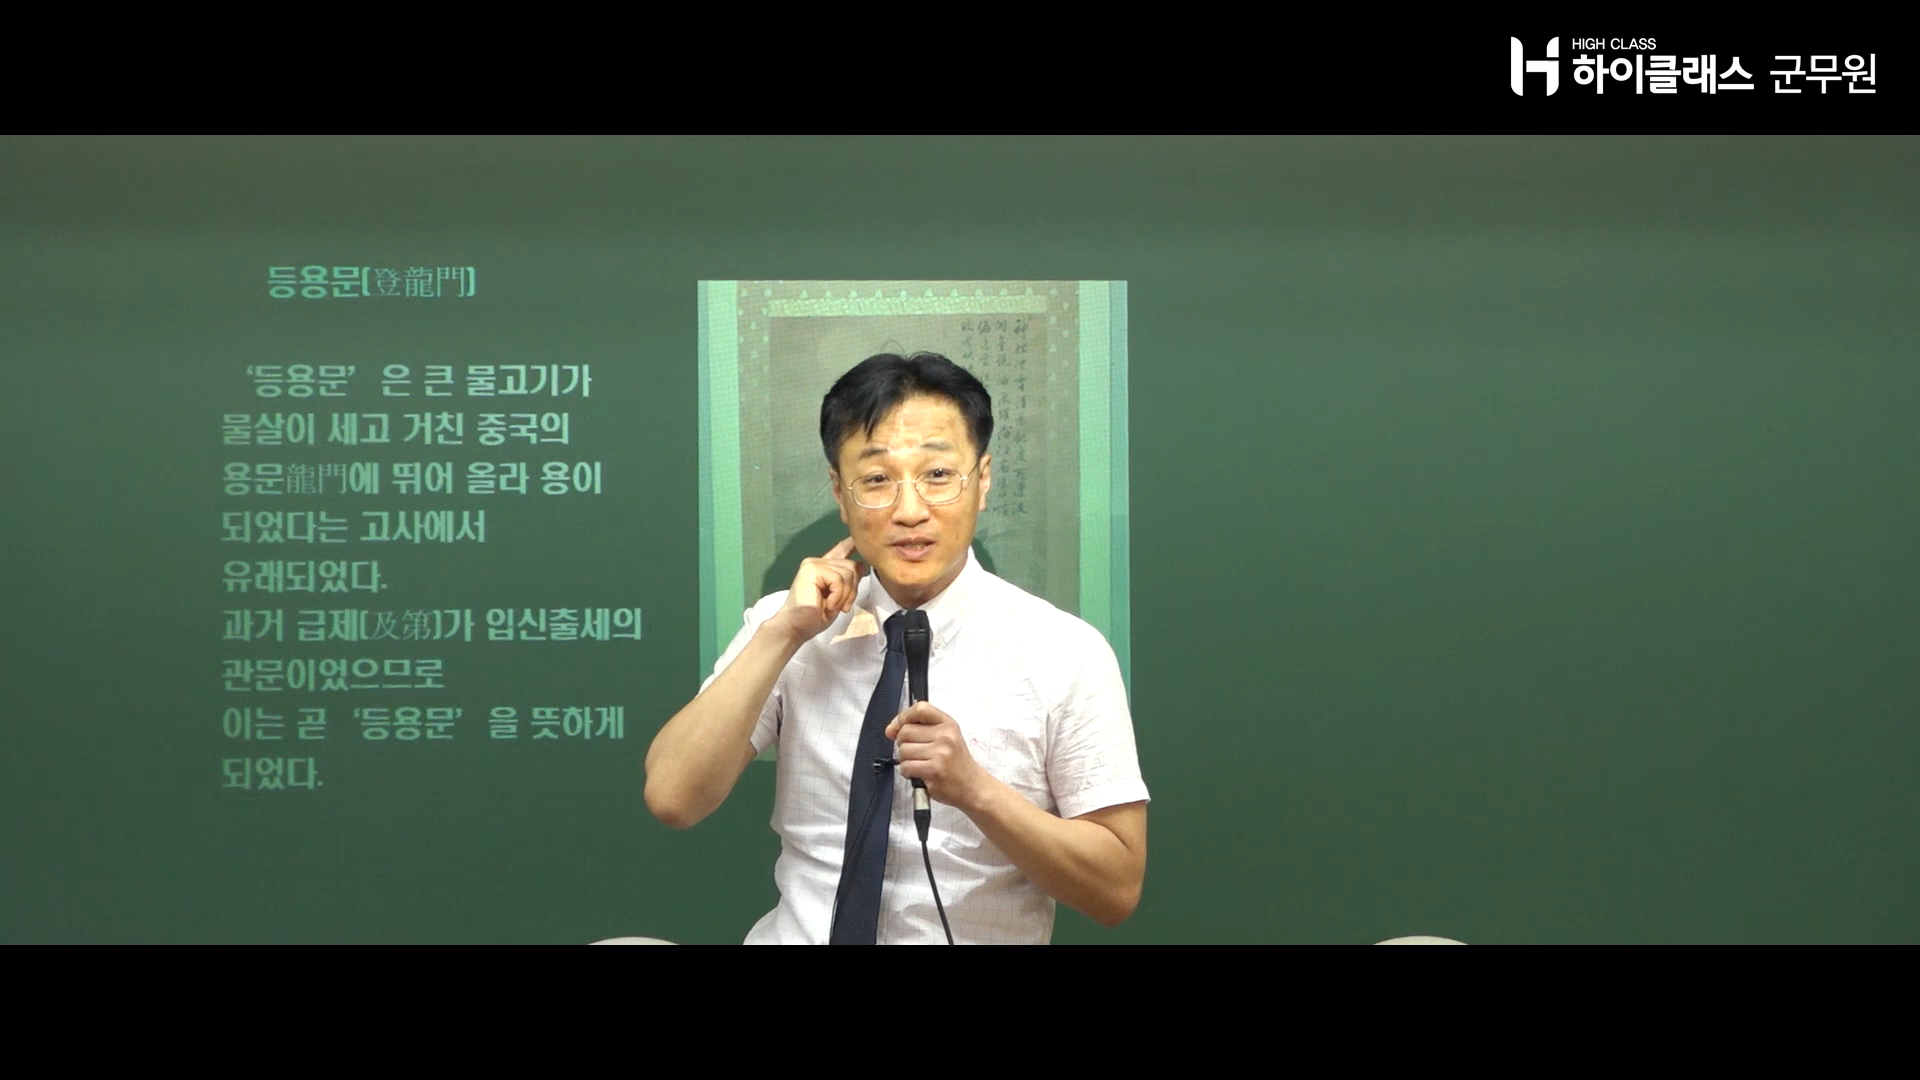 HIGH CLASS
하이클래스 군무원
등용문(登龍門)
‘등용문’은 큰 물고기가
물살이 세고 거친 중국의
용문龍門에 뛰어 올라 용이
되었다는 고사에서
유래되었다.
과거 급제(及第)가 입신출세의
관문이었으므로
이는 곧 ‘등용문’을 뜻하게
되었다.